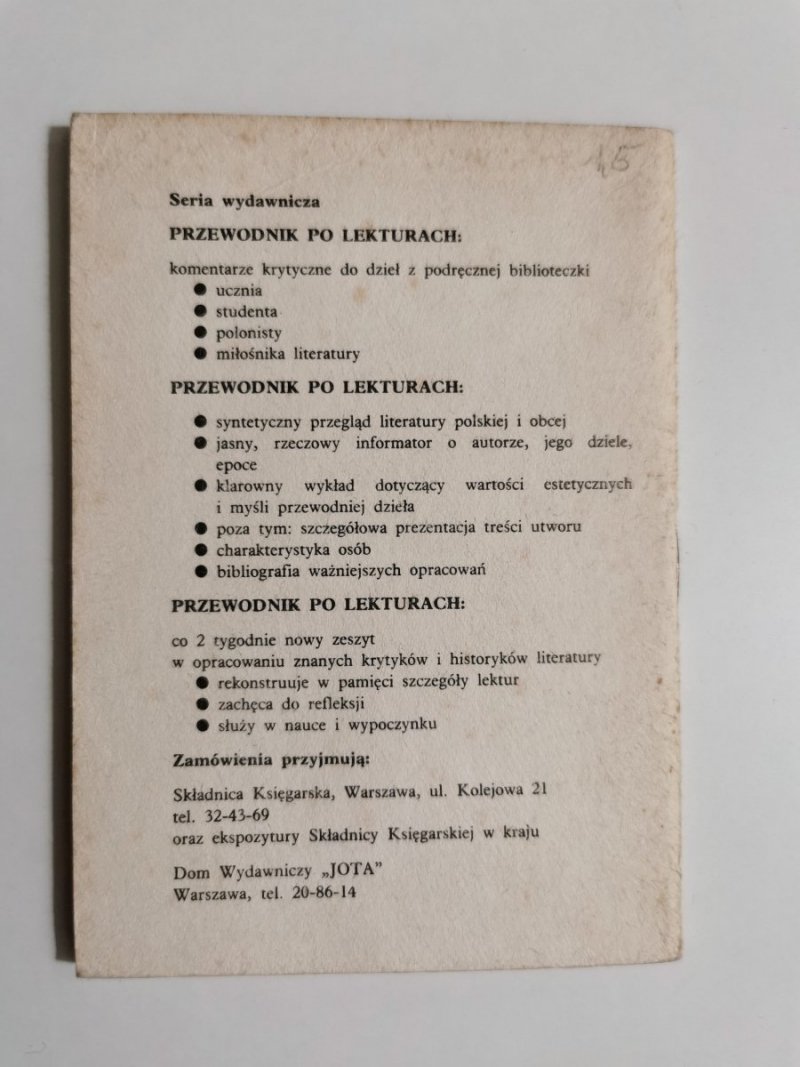 Seria wydawnicza
PRZEWODNIK PO LEKTURACH:
komentarze krytyczne do dzieł z podręcznej biblioteczki
● ucznia
● studenta
● polonisty
● miłośnika literatury
PRZEWODNIK PO LEKTURACH:
● syntetyczny przegląd literatury polskiej i obcej
● jasny, rzeczowy informator o autorze, jego dziele,
epoce
● klarowny wykład dotyczący wartości estetycznych
i myśli przewodniej dzieła
● poza tym: szczegółowa prezentacja treści utworu
● charakterystyka osób
● bibliografia ważniejszych opracowań
PRZEWODNIK PO LEKTURACH:
co 2 tygodnie nowy zeszyt
w opracowaniu znanych krytyków i historyków literatury
● rekonstruuje w pamięci szczegóły lektur
● zachęca do refleksji
● służy w nauce i wypoczynku
Zamówienia przyjmują:
Składnica Księgarska, Warszawa, ul. Kolejowa 21
tel. 32-43-69
oraz ekspozytury Składnicy Księgarskiej w kraju
Dom Wydawniczy „JOTA”
Warszawa, tel. 20-86-14